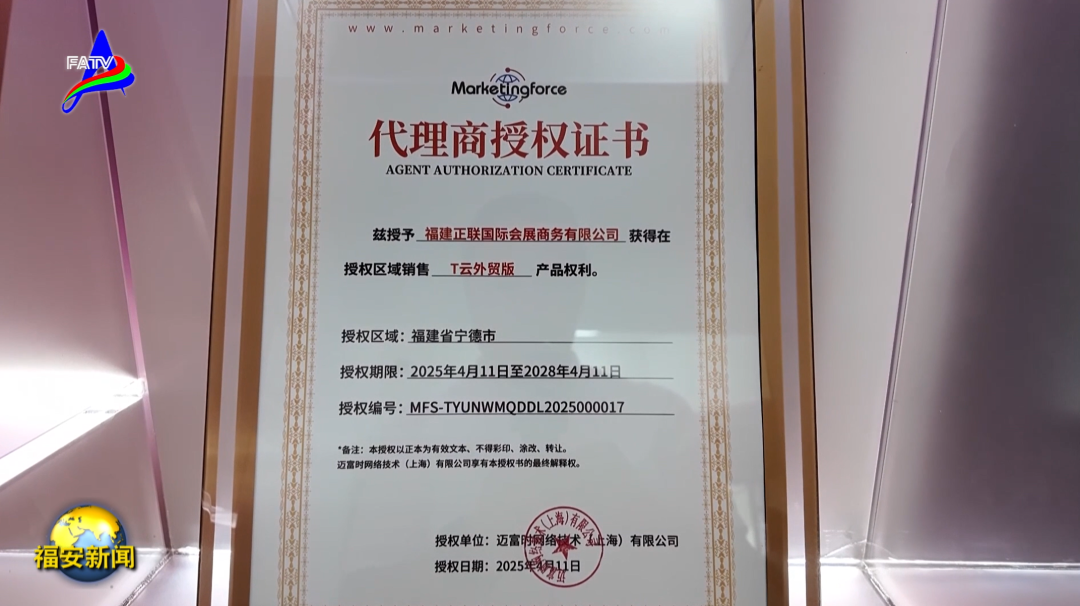 www.marketingforce.com
FATV
Marketingforce
代理商授权证书
AGENT AUTHORIZATION CERTIFICATE
兹授予 福建正联国际会展商务有限公司 获得在
授权区域销售 T云外贸版 产品权利。
授权区域：福建省宁德市
授权期限：2025年4月11日至2028年4月11日
授权编号：MFS-TYUNWMQDDL2025000017
*备注：本授权以正本为有效文本、不得彩印、涂改、转让。
迈富时网络技术（上海）有限公司享有本授权书的最终解释权。
授权单位：迈富时网络技术（上海）有限公司
授权日期：2025年4月11日
福安新闻